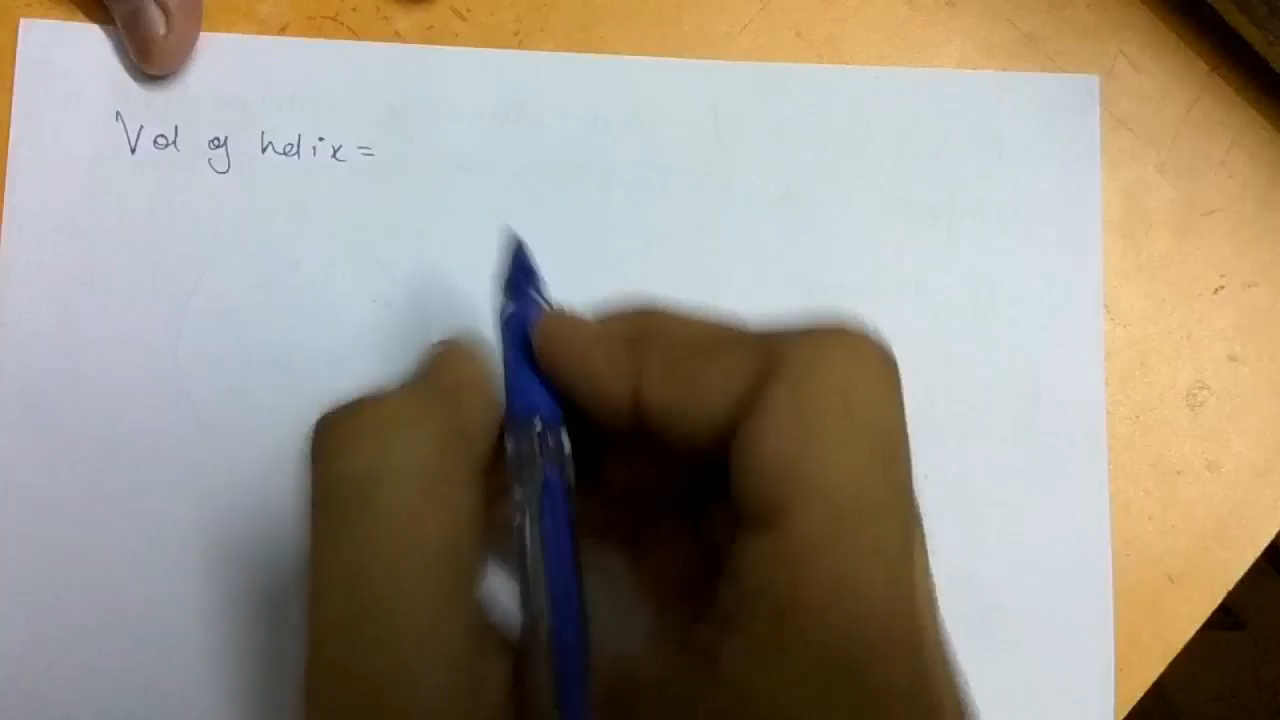 Vol of helix =